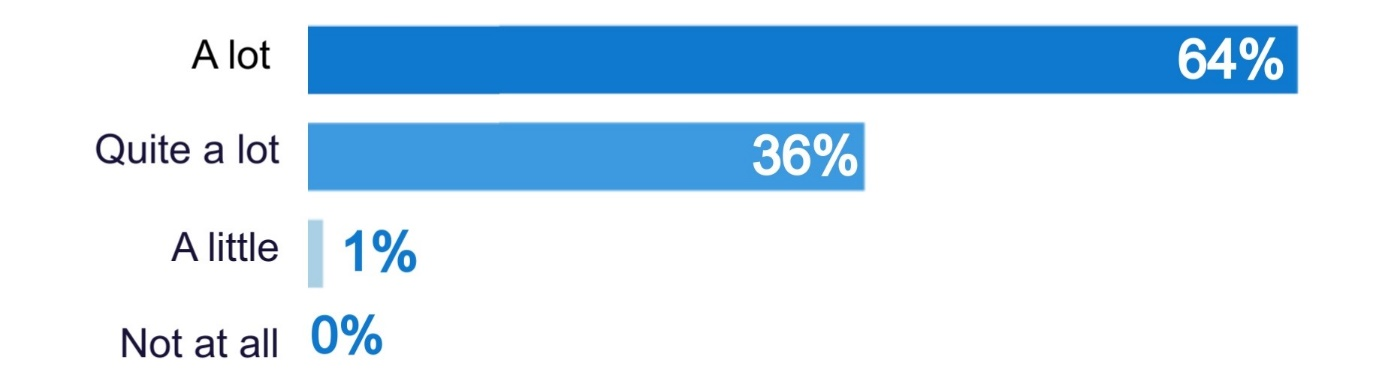 A lot 64%
Quite a lot 36%
A little 1%
Not at all 0%